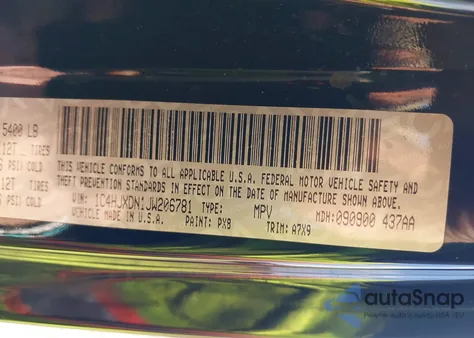 5400 LB
12T TIRES
PSI COLD
12T TIRES
PSI COLD
THIS VEHICLE CONFORMS TO ALL APPLICABLE U.S.A. FEDERAL MOTOR VEHICLE SAFETY AND
THEFT PREVENTION STANDARDS IN EFFECT ON THE DATE OF MANUFACTURE SHOWN ABOVE.
VIN: 1C4HJXDN1JW206781 TYPE: MPV MDH: 090900 437AA
VEHICLE MADE IN U.S.A. PAINT: PX8 TRIM: A7X9
autoSnap